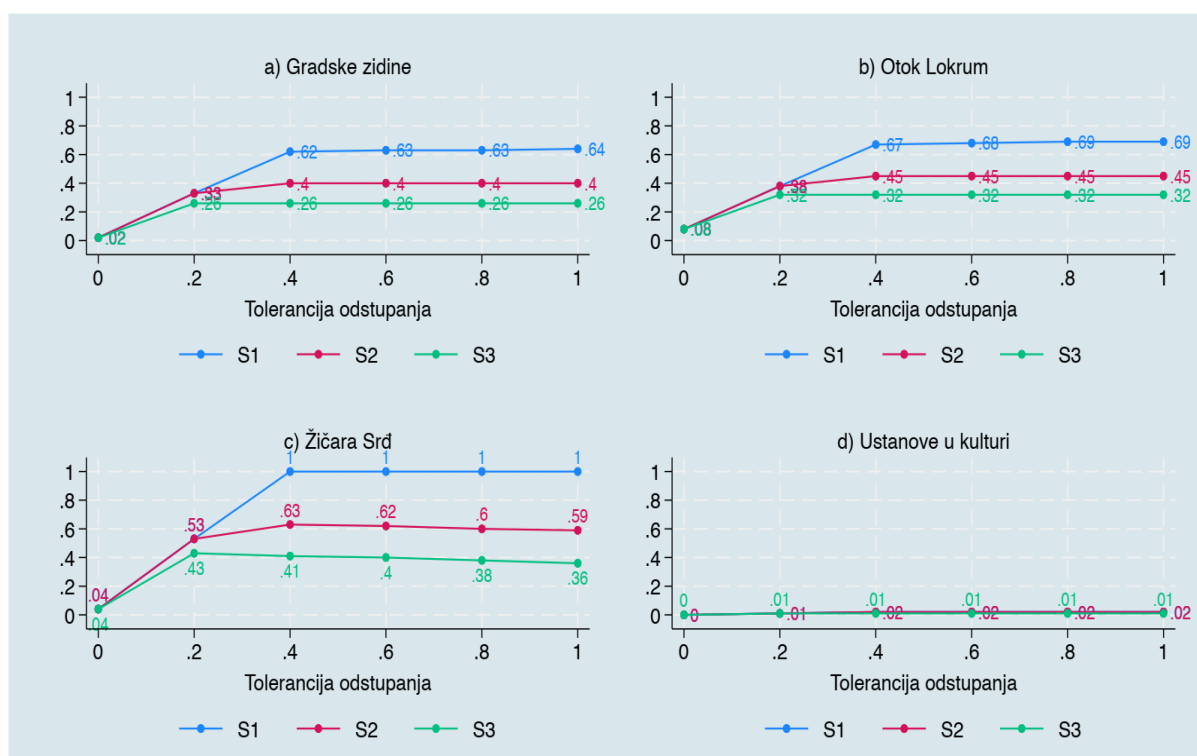 a) Gradske zidine
1
.8
.6
.4
.2
0
.62 .63 .63 .64
.33 .4 .4 .4 .4
.02 .26 .26 .26 .26 .26
0 .2 .4 .6 .8 1
Tolerancija odstupanja
S1 S2 S3
b) Otok Lokrum
1
.8
.6
.4
.2
0
.67 .68 .69 .69
.38 .45 .45 .45 .45
.08 .32 .32 .32 .32 .32
0 .2 .4 .6 .8 1
Tolerancija odstupanja
S1 S2 S3
c) Žičara Srđ
1
.8
.6
.4
.2
0
1 1 1 1
.04 .53 .63 .62 .6 .59
.04 .43 .41 .4 .38 .36
0 .2 .4 .6 .8 1
Tolerancija odstupanja
S1 S2 S3
d) Ustanove u kulturi
1
.8
.6
.4
.2
0
0 .01 .01 .01 .01 .01
0 .01 .02 .02 .02 .02
0 .2 .4 .6 .8 1
Tolerancija odstupanja
S1 S2 S3